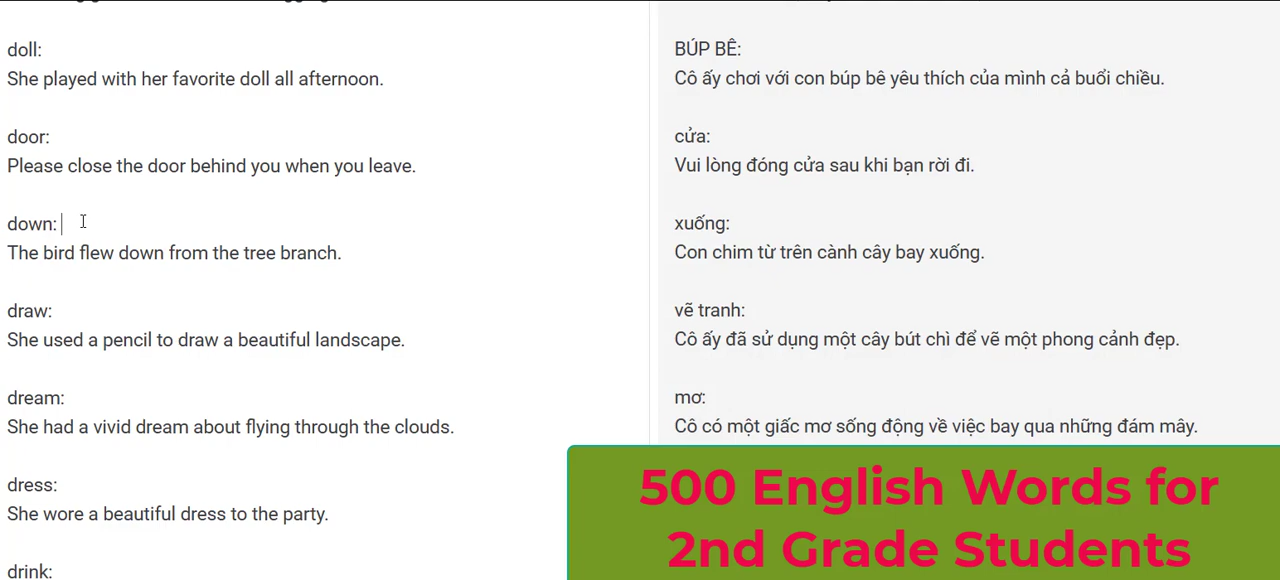 doll:
She played with her favorite doll all afternoon.
door:
Please close the door behind you when you leave.
down:
The bird flew down from the tree branch.
draw:
She used a pencil to draw a beautiful landscape.
dream:
She had a vivid dream about flying through the clouds.
dress:
She wore a beautiful dress to the party.
drink:
BÚP BÊ:
Cô ấy chơi với con búp bê yêu thích của mình cả buổi chiều.
cửa:
Vui lòng đóng cửa sau khi bạn rời đi.
xuống:
Con chim từ trên cành cây bay xuống.
vẽ tranh:
Cô ấy đã sử dụng một cây bút chì để vẽ một phong cảnh đẹp.
mơ:
Cô có một giấc mơ sống động về việc bay qua những đám mây.
500 English Words for
2nd Grade Students